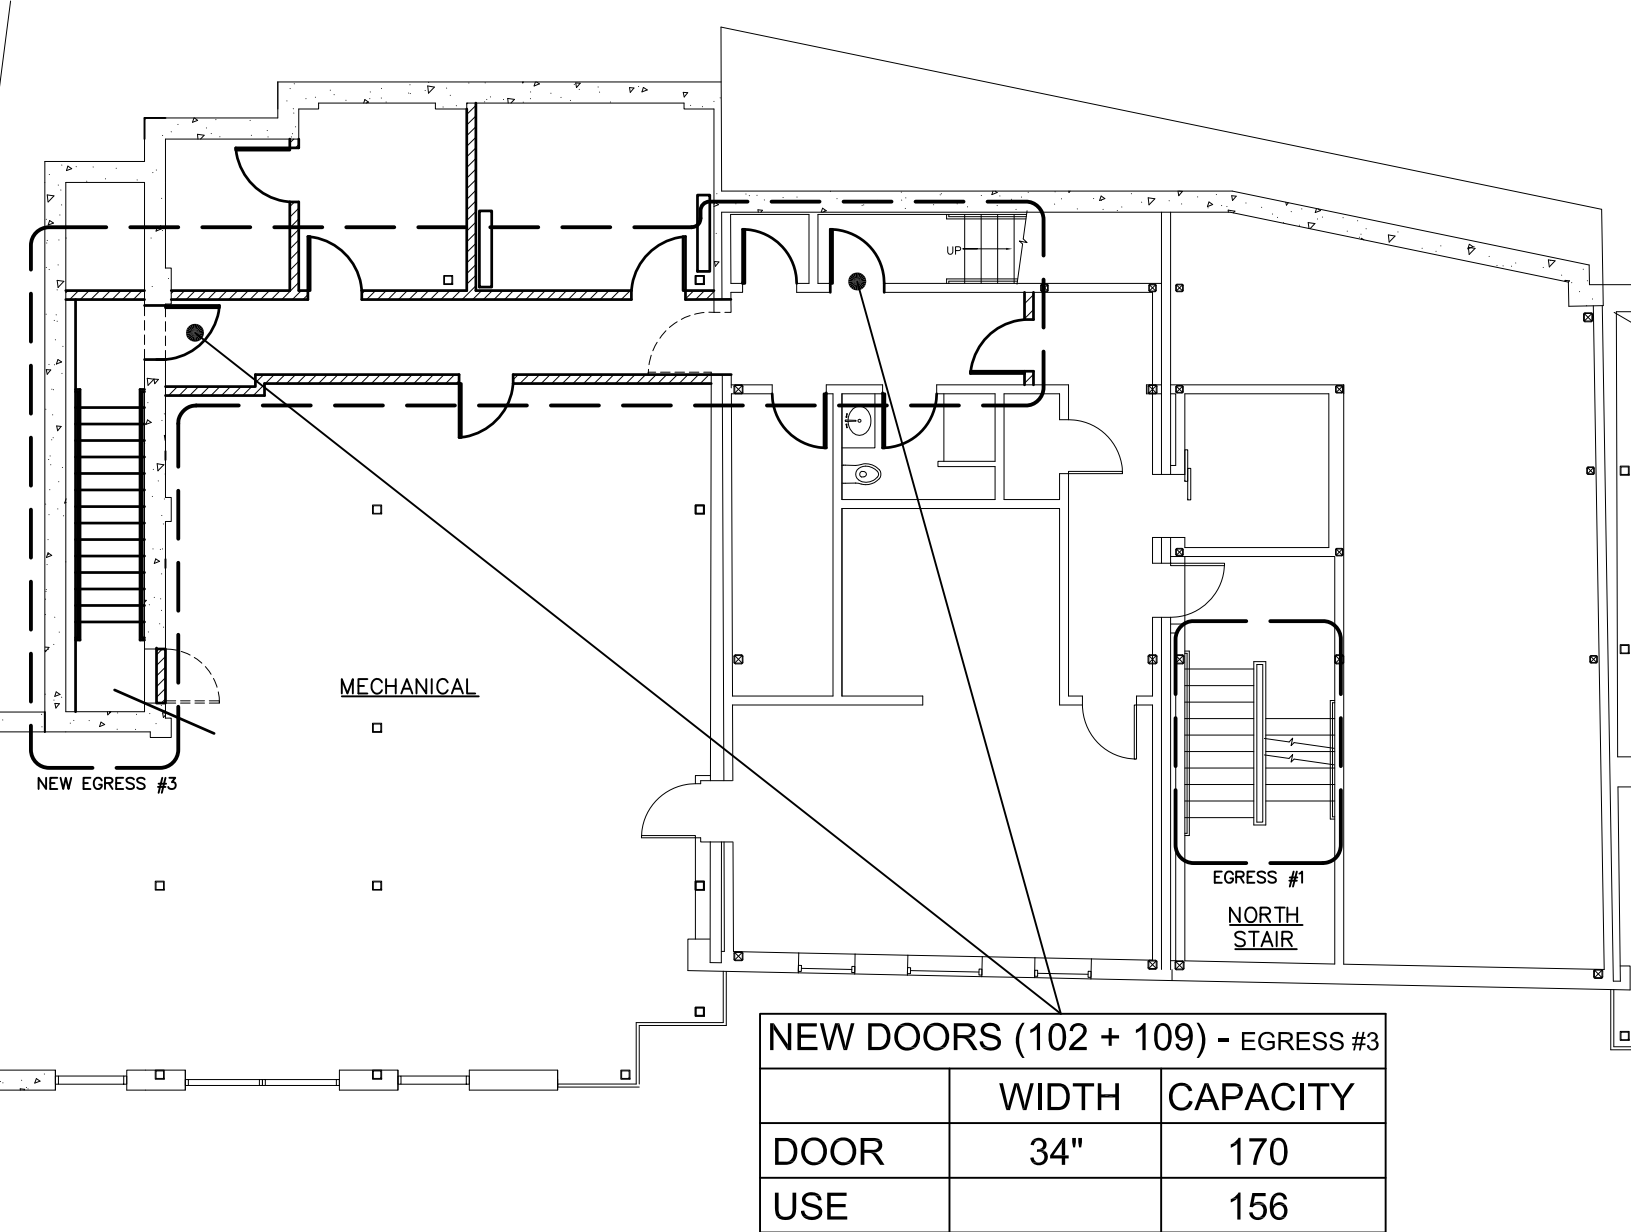 UP
MECHANICAL
NEW EGRESS #3
EGRESS #1
NORTH
STAIR
NEW DOORS (102 + 109) - EGRESS #3
WIDTH CAPACITY
DOOR 34" 170
USE 156